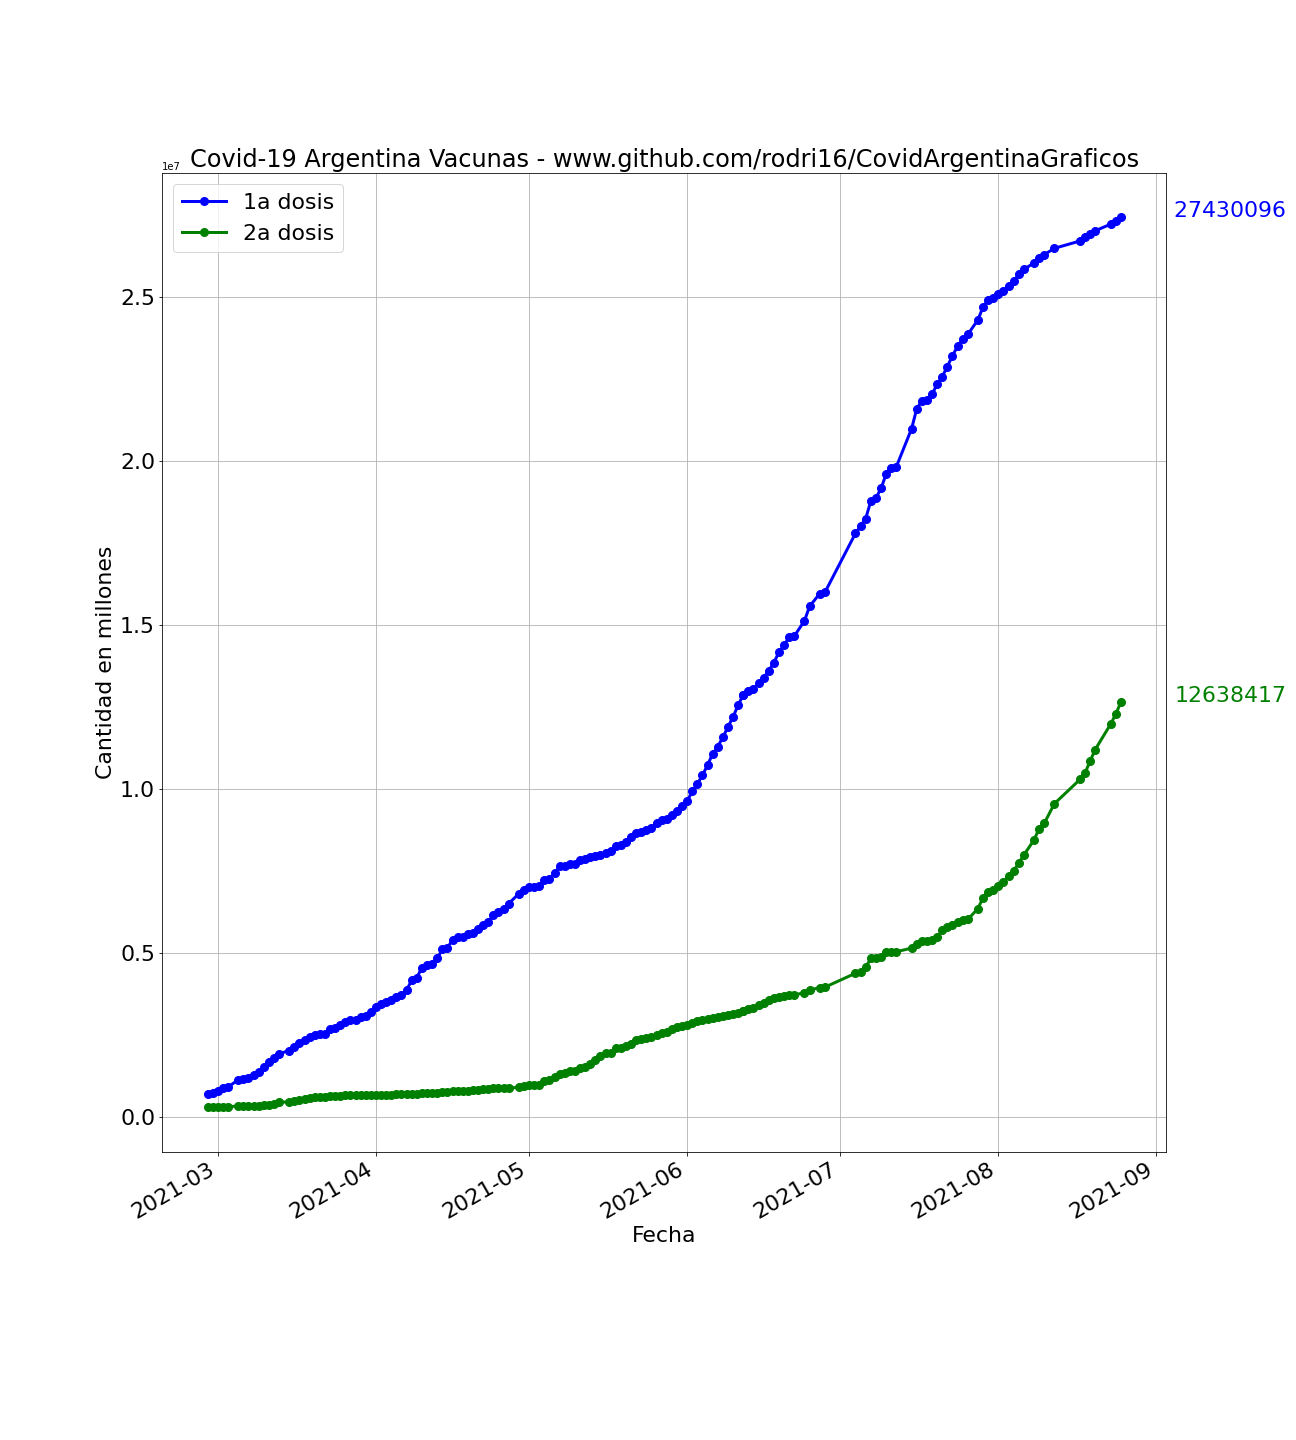 Covid-19 Argentina Vacunas - www.github.com/rodri16/CovidArgentinaGraficos
1e7
1a dosis
2a dosis
27430096
12638417
2.5
2.0
1.5
1.0
0.5
0.0
Cantidad en millones
2021-03
2021-04
2021-05
2021-06
2021-07
2021-08
2021-09
Fecha